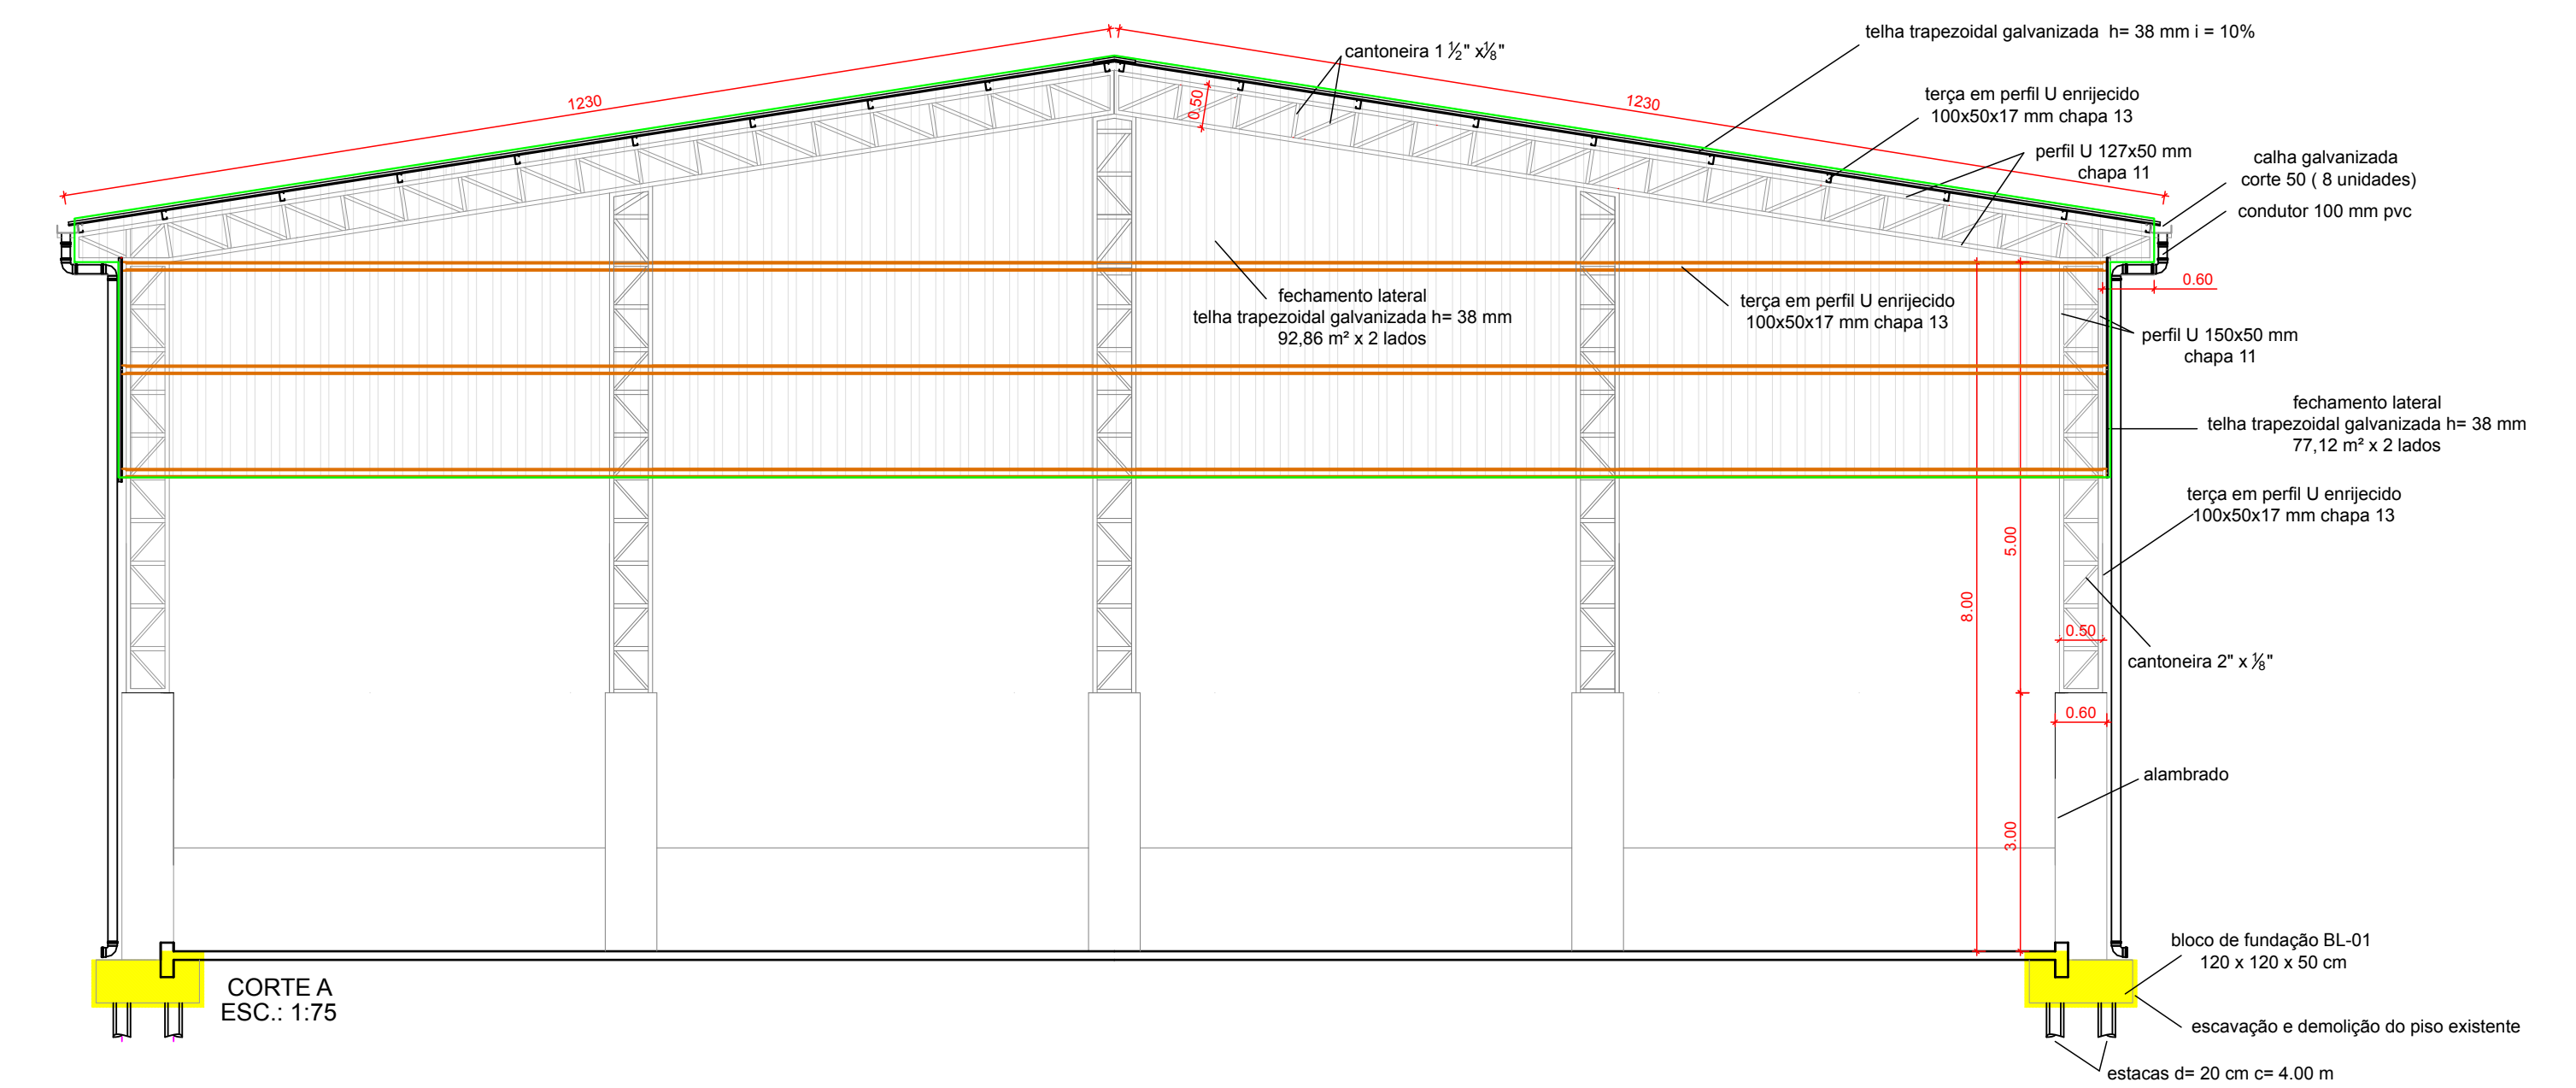 telha trapezoidal galvanizada h= 38 mm i = 10%
cantoneira 1 ½" x⅛"
1230
1230
0.50
terça em perfil U enrijecido
100x50x17 mm chapa 13
perfil U 127x50 mm
chapa 11
calha galvanizada
corte 50 ( 8 unidades)
condutor 100 mm pvc
0.60
fechamento lateral
telha trapezoidal galvanizada h= 38 mm
92,86 m² x 2 lados
terça em perfil U enrijecido
100x50x17 mm chapa 13
perfil U 150x50 mm
chapa 11
fechamento lateral
telha trapezoidal galvanizada h= 38 mm
77,12 m² x 2 lados
terça em perfil U enrijecido
100x50x17 mm chapa 13
5.00
8.00
0.50
cantoneira 2" x ⅛"
0.60
alambrado
3.00
bloco de fundação BL-01
120 x 120 x 50 cm
CORTE A
ESC.: 1:75
escavação e demolição do piso existente
estacas d= 20 cm c= 4.00 m